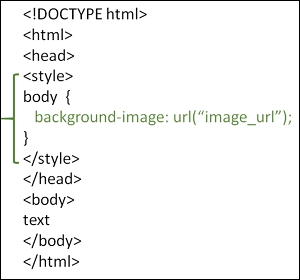 <!DOCTYPE html>
<html>
<head>
<style>
body {
background-image: url(“image_url”);
}
</style>
</head>
<body>
text
</body>
</html>